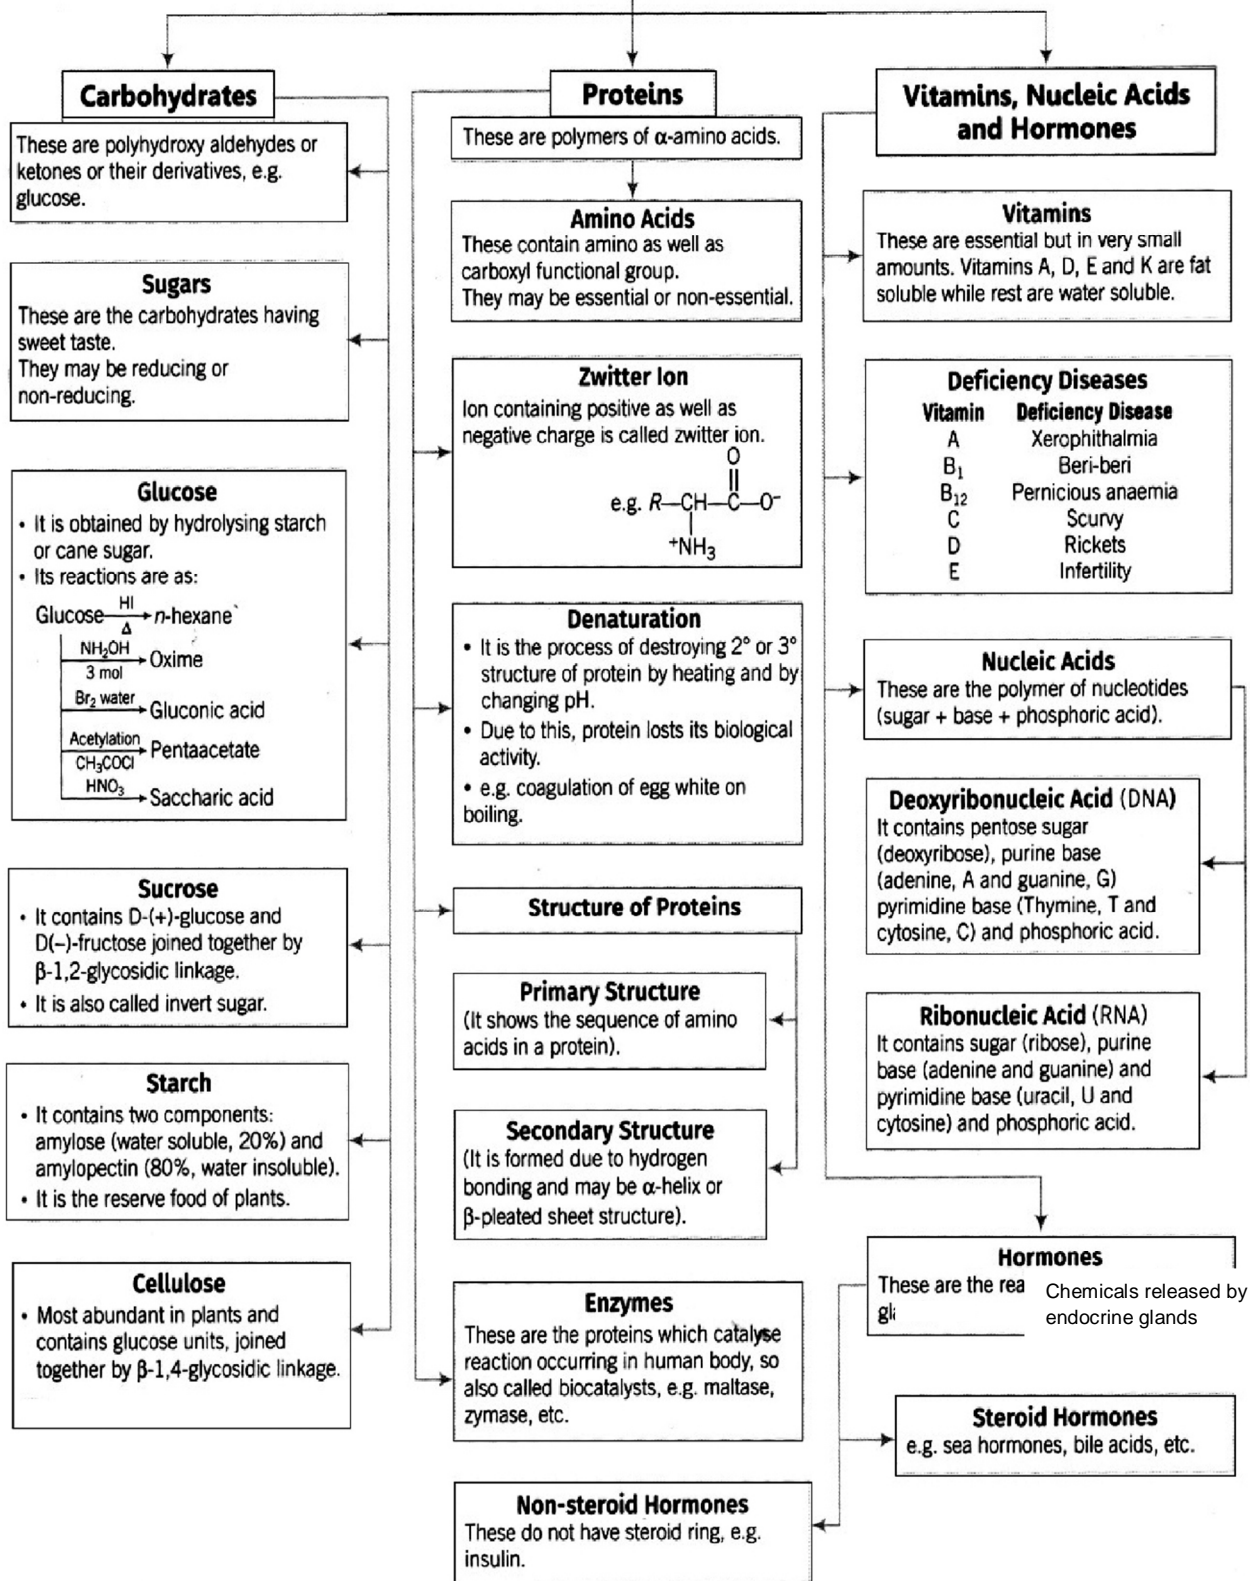 Carbohydrates
These are polyhydroxy aldehydes or
ketones or their derivatives, e.g.
glucose.
Sugars
These are the carbohydrates having
sweet taste.
They may be reducing or
non-reducing.
Glucose
• It is obtained by hydrolysing starch
or cane sugar.
• Its reactions are as:
Glucose HI Δ n-hexane
NH₂OH 3 mol Oxime
Br₂ water Gluconic acid
Acetylation CH₃COCl Pentaacetate
HNO₃ Saccharic acid
Sucrose
• It contains D-(+)-glucose and
D(–)-fructose joined together by
β-1,2-glycosidic linkage.
• It is also called invert sugar.
Starch
• It contains two components:
amylose (water soluble, 20%) and
amylopectin (80%, water insoluble).
• It is the reserve food of plants.
Cellulose
• Most abundant in plants and
contains glucose units, joined
together by β-1,4-glycosidic linkage.
Proteins
These are polymers of α-amino acids.
Amino Acids
These contain amino as well as
carboxyl functional group.
They may be essential or non-essential.
Zwitter Ion
Ion containing positive as well as
negative charge is called zwitter ion.
O
e.g. R—CH—C—O⁻
⁺NH₃
Denaturation
• It is the process of destroying 2° or 3°
structure of protein by heating and by
changing pH.
• Due to this, protein losts its biological
activity.
• e.g. coagulation of egg white on
boiling.
Structure of Proteins
Primary Structure
(It shows the sequence of amino
acids in a protein).
Secondary Structure
(It is formed due to hydrogen
bonding and may be α-helix or
β-pleated sheet structure).
Enzymes
These are the proteins which catalyse
reaction occurring in human body, so
also called biocatalysts, e.g. maltase,
zymase, etc.
Non-steroid Hormones
These do not have steroid ring, e.g.
insulin.
Vitamins, Nucleic Acids
and Hormones
Vitamins
These are essential but in very small
amounts. Vitamins A, D, E and K are fat
soluble while rest are water soluble.
Deficiency Diseases
Vitamin Deficiency Disease
A Xerophithalmia
B₁ Beri-beri
B₁₂ Pernicious anaemia
C Scurvy
D Rickets
E Infertility
Nucleic Acids
These are the polymer of nucleotides
(sugar + base + phosphoric acid).
Deoxyribonucleic Acid (DNA)
It contains pentose sugar
(deoxyribose), purine base
(adenine, A and guanine, G)
pyrimidine base (Thymine, T and
cytosine, C) and phosphoric acid.
Ribonucleic Acid (RNA)
It contains sugar (ribose), purine
base (adenine and guanine) and
pyrimidine base (uracil, U and
cytosine) and phosphoric acid.
Hormones
These are the
Chemicals released by
endocrine glands
Steroid Hormones
e.g. sea hormones, bile acids, etc.